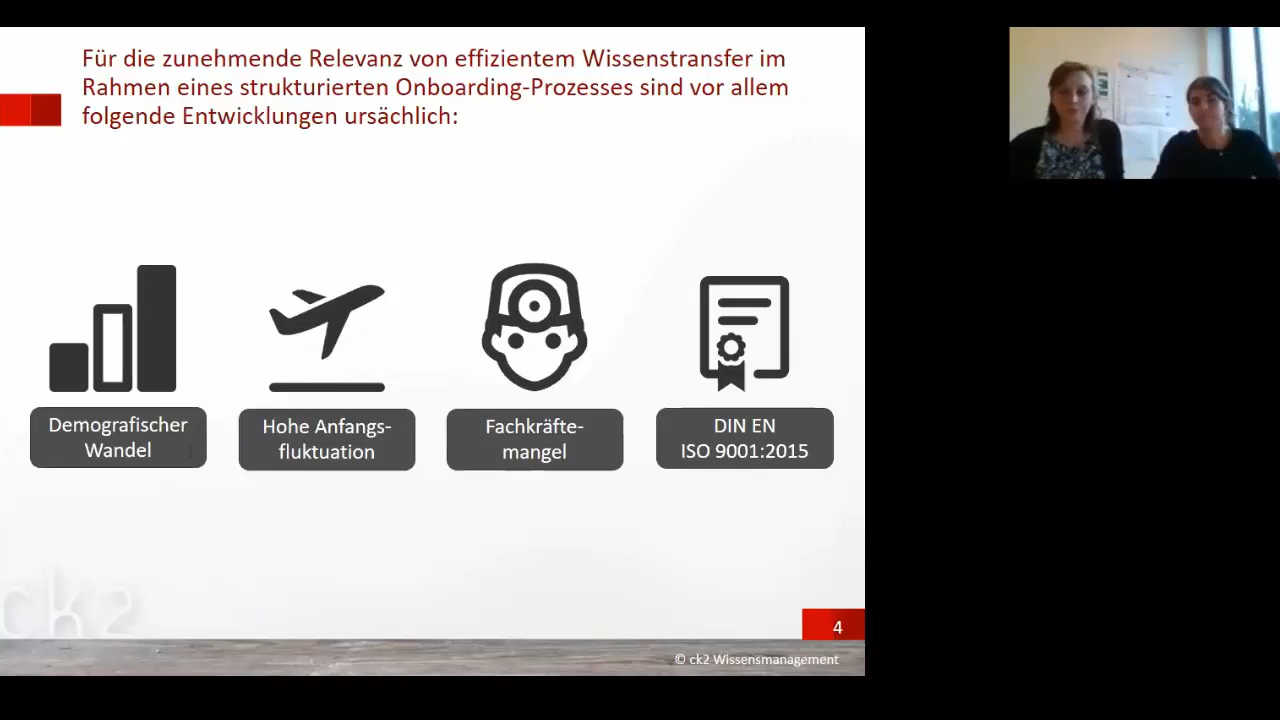 Für die zunehmende Relevanz von effizientem Wissenstransfer im
Rahmen eines strukturierten Onboarding-Prozesses sind vor allem
folgende Entwicklungen ursächlich:
Demografischer
Wandel
Hohe Anfangs-
fluktuation
Fachkräfte-
mangel
DIN EN
ISO 9001:2015
ck2
4
© ck2 Wissensmanagement